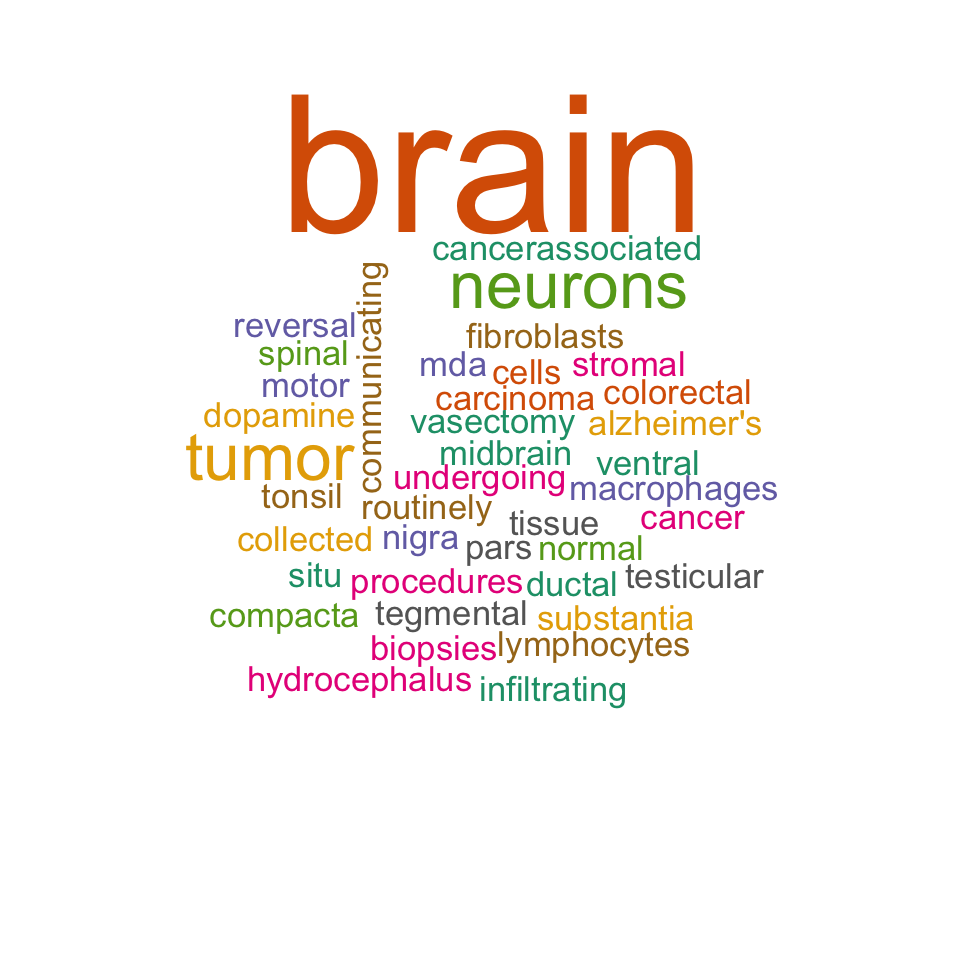 brain
cancerassociated
neurons
communicating
reversal
fibroblasts
spinal
mda
stromal
cells
motor
carcinoma
colorectal
dopamine
vasectomy
alzheimer's
tumor
midbrain
ventral
undergoing
macrophages
tonsil
routinely
tissue
cancer
collected
nigra
pars
normal
situ
procedures
ductal
testicular
compacta
tegmental
substantia
biopsies
lymphocytes
hydrocephalus
infiltrating